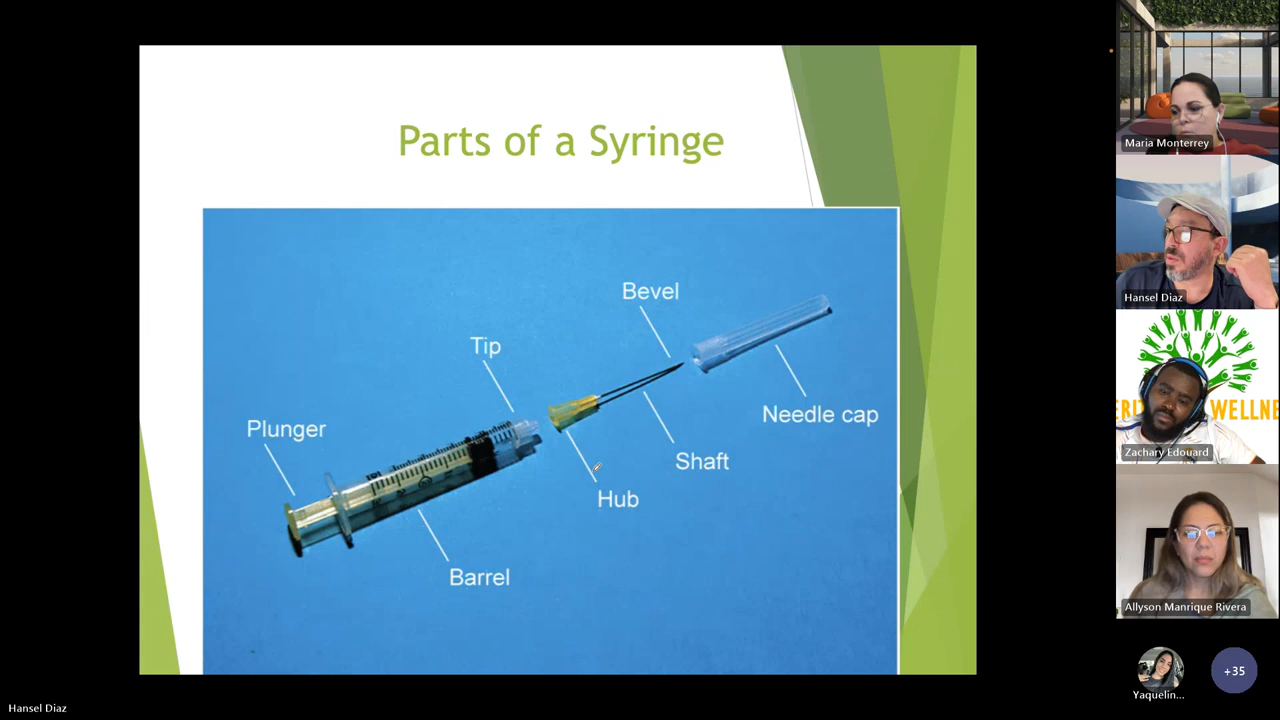 Parts of a Syringe
Bevel
Tip
Needle cap
Plunger
Shaft
Hub
Barrel
Maria Monterrey
Hansel Diaz
WELLNE
Zachary Edouard
Allyson Manrique Rivera
+35
Yaquelin...
Hansel Diaz